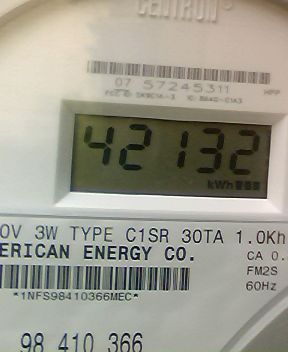 CENTRON
07 57245311
42132
kWh
0V 3W TYPE C1SR 30TA 1.0Kh
ERICAN ENERGY CO.
CA 0.
FM2S
*1NFS98410366MEC*
60Hz
98 410 366